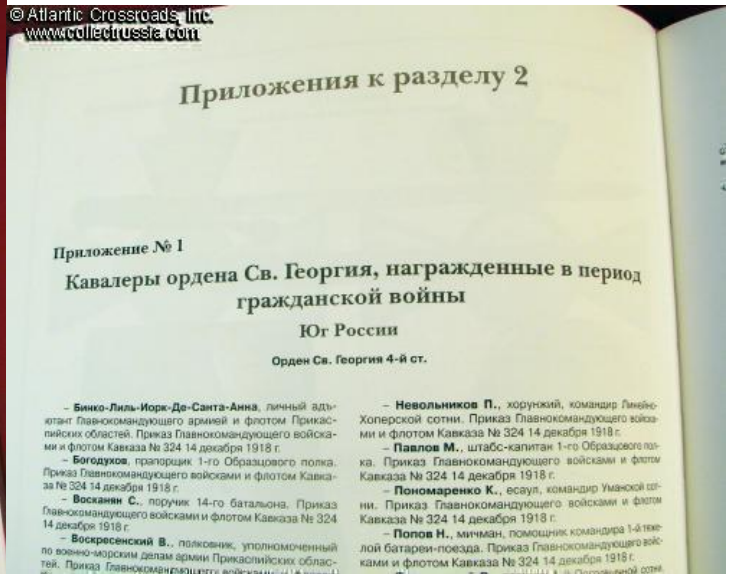 © Atlantic Crossroads, Inc.
www.collectrussia.com
Приложения к разделу 2
Приложение № 1
Кавалеры ордена Св. Георгия, награжденные в период
гражданской войны
Юг России
Орден Св. Георгия 4-й ст.
– Бинко-Лиль-Йорк-Де-Санта-Анна, личный адъ-
ютант Главнокомандующего армией и флотом Прикас-
пийских областей. Приказ Главнокомандующего войска-
ми и флотом Кавказа № 324 14 декабря 1918 г.
– Богодухов, прапорщик 1-го Образцового полка.
Приказ Главнокомандующего войсками и флотом Кавка-
за № 324 14 декабря 1918 г.
– Восканян С., поручик 14-го батальона. Приказ
Главнокомандующего войсками и флотом Кавказа № 324
14 декабря 1918 г.
– Воскресенский В., полковник, уполномоченный
по военно-морским делам армии Прикаспийских облас-
тей. Приказ Главнокомандующего
– Невольников П., хорунжий, командир Линейно-
Хоперской сотни. Приказ Главнокомандующего войска-
ми и флотом Кавказа № 324 14 декабря 1918 г.
– Павлов М., штабс-капитан 1-го Образцового пол-
ка. Приказ Главнокомандующего войсками и флотом
Кавказа № 324 14 декабря 1918 г.
– Пономаренко К., есаул, командир Уманской сот-
ни. Приказ Главнокомандующего войсками и флотом
Кавказа № 324 14 декабря 1918 г.
– Попов Н., мичман, помощник командира 1-й тяже-
лой батареи-поезда. Приказ Главнокомандующего войс-
ками и флотом Кавказа № 324 14 декабря 1918 г.